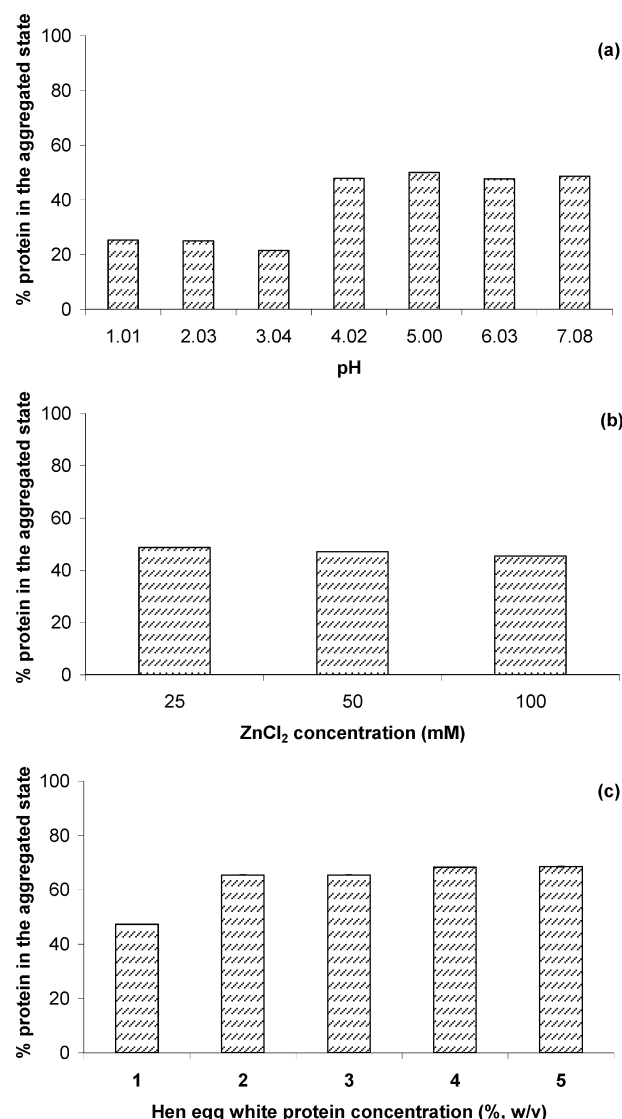 (a)
% protein in the aggregated state
100
80
60
40
20
0
1.01 2.03 3.04 4.02 5.00 6.03 7.08
pH
(b)
% protein in the aggregated state
100
80
60
40
20
0
25 50 100
ZnCl₂ concentration (mM)
(c)
% protein in the aggregated state
100
80
60
40
20
0
1 2 3 4 5
Hen egg white protein concentration (%, w/v)